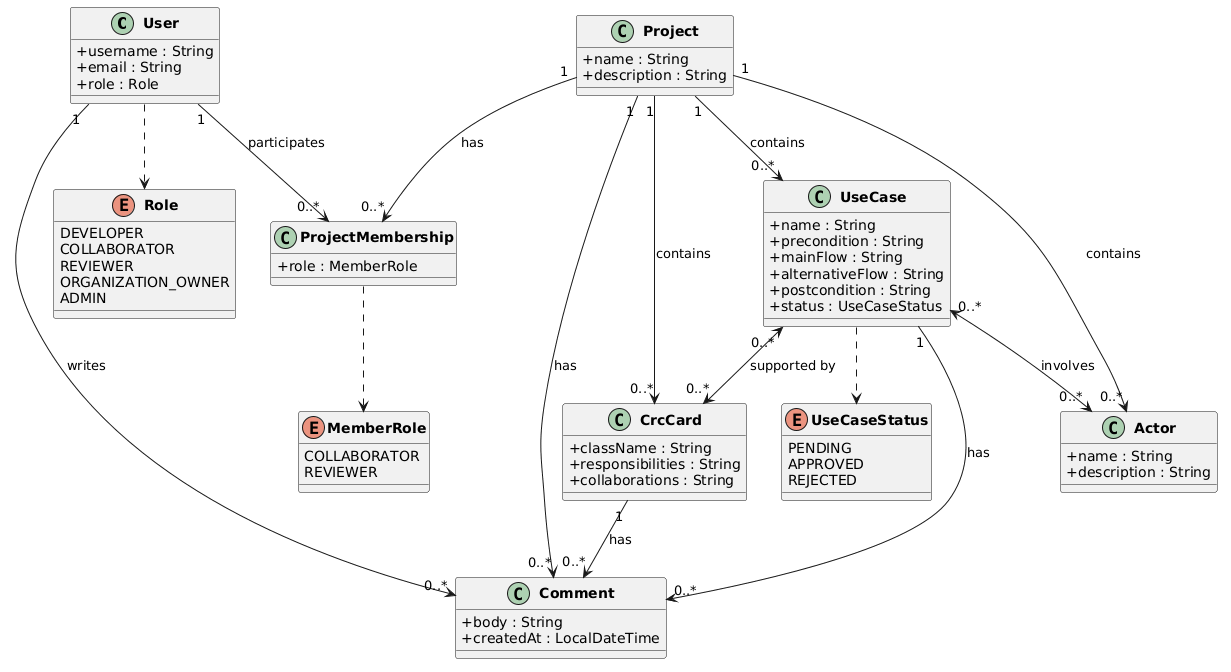 C User
+username : String
+email : String
+role : Role
C Project
+name : String
+description : String
1
1
1
1
1
1
1
participates
has
contains
0..*
E Role
DEVELOPER
COLLABORATOR
REVIEWER
ORGANIZATION_OWNER
ADMIN
0..*
0..*
C ProjectMembership
+role : MemberRole
C UseCase
+name : String
+precondition : String
+mainFlow : String
+alternativeFlow : String
+postcondition : String
+status : UseCaseStatus
contains
contains
0..*
0..*
1
writes
has
supported by
involves
0..*
0..*
0..*
0..*
E MemberRole
COLLABORATOR
REVIEWER
C CrcCard
+className : String
+responsibilities : String
+collaborations : String
E UseCaseStatus
PENDING
APPROVED
REJECTED
C Actor
+name : String
+description : String
has
1
has
0..*
0..*
0..*
0..*
C Comment
+body : String
+createdAt : LocalDateTime